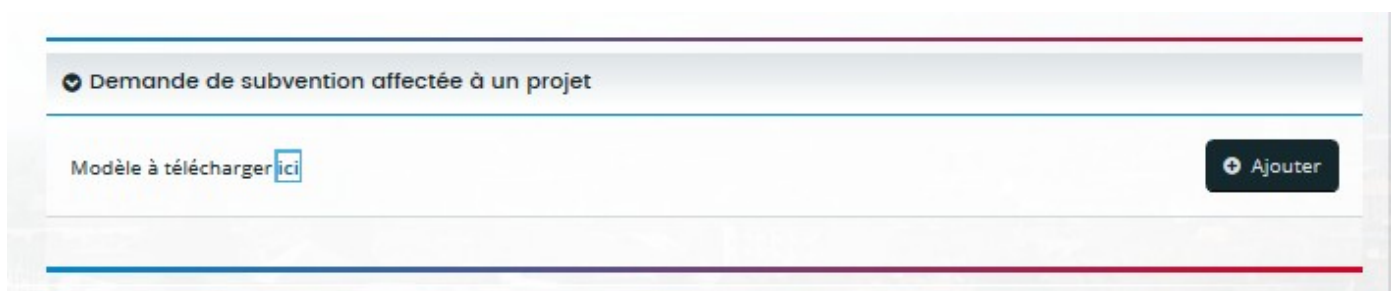 Demande de subvention affectée à un projet
Modèle à télécharger ici
Ajouter